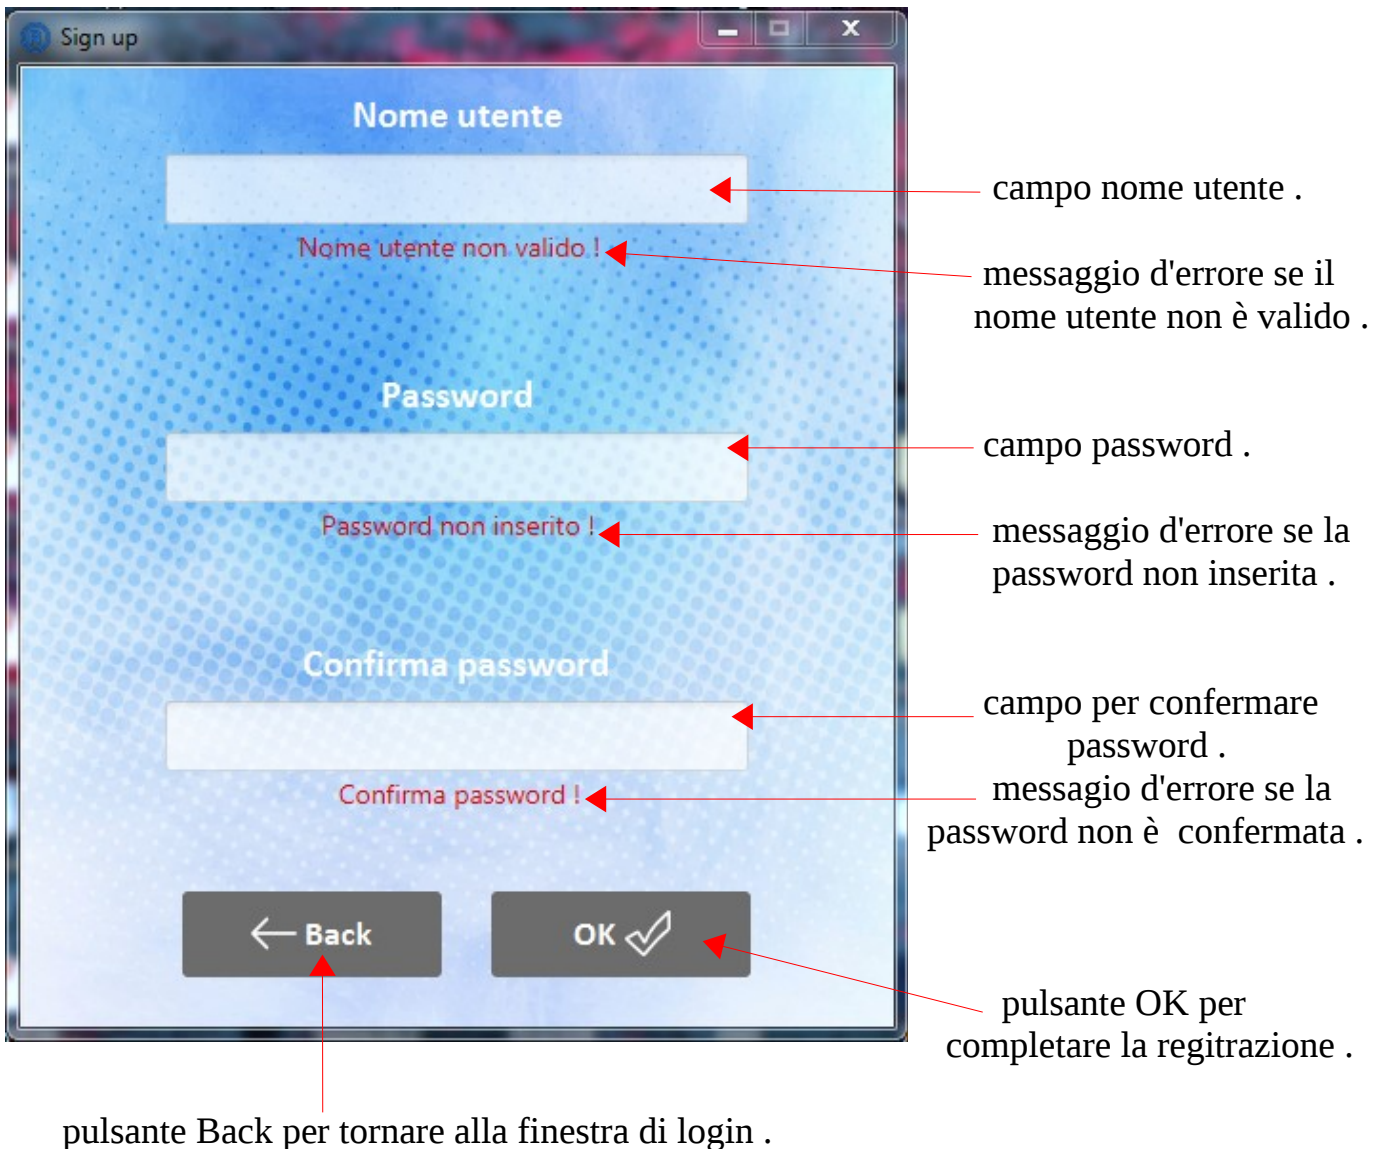 Sign up
Nome utente
campo nome utente .
Nome utente non valido !
messaggio d'errore se il
nome utente non è valido .
Password
campo password .
Password non inserito !
messaggio d'errore se la
password non inserita .
Confirma password
campo per confermare
password .
Confirma password !
messagio d'errore se la
password non è  confermata .
Back
OK
pulsante OK per
completare la regitrazione .
pulsante Back per tornare alla finestra di login .